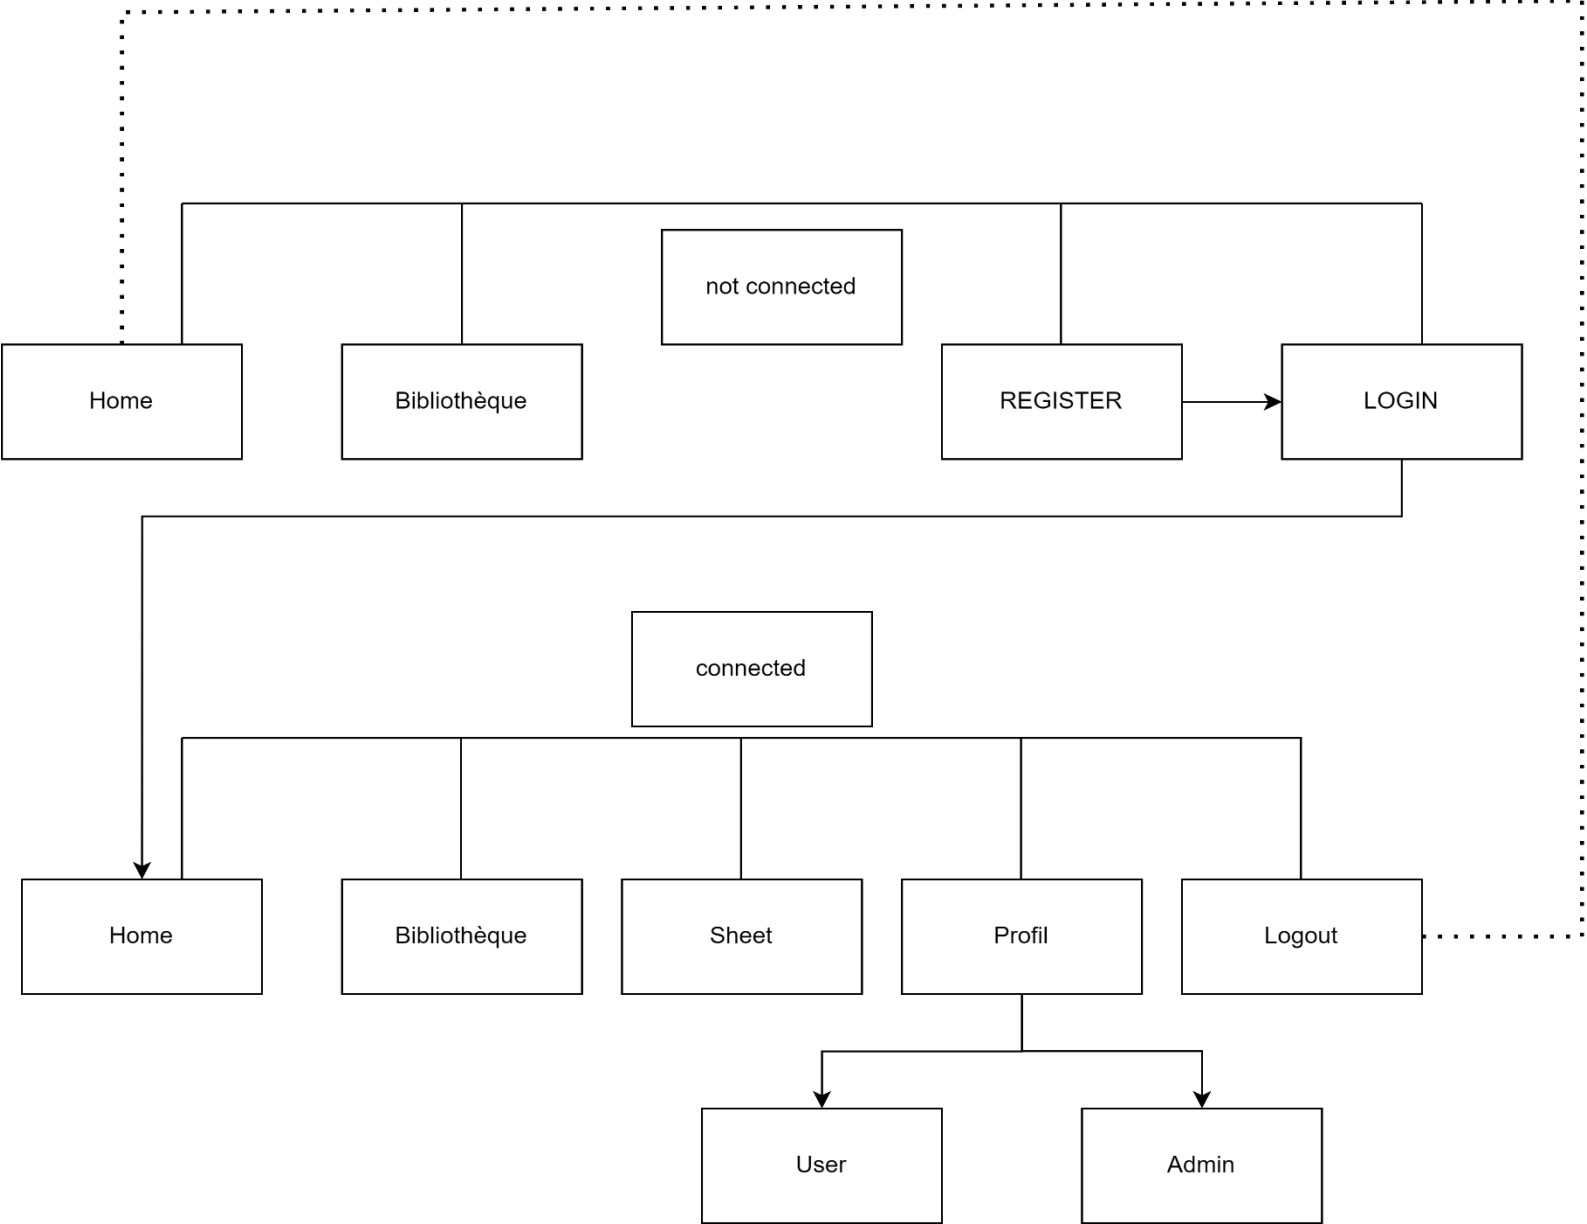 not connected
Home
Bibliothèque
REGISTER
LOGIN
connected
Home
Bibliothèque
Sheet
Profil
Logout
User
Admin